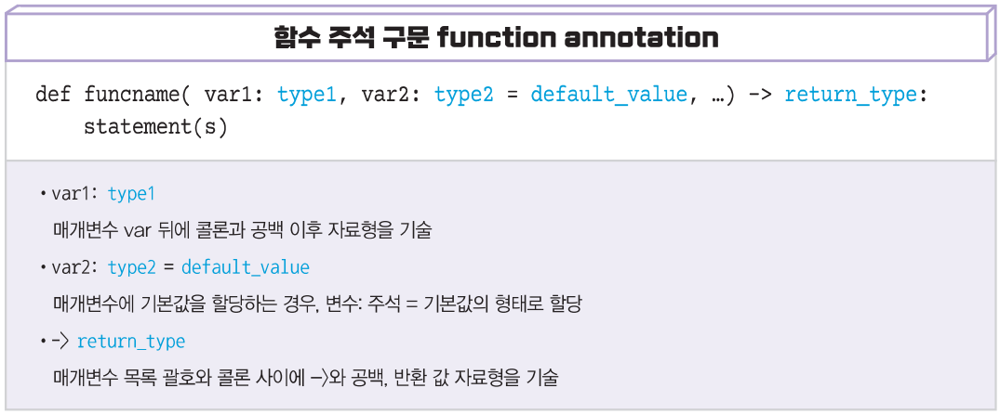 함수 주석 구문 function annotation
def funcname( var1: type1, var2: type2 = default_value, …) -> return_type:
    statement(s)
• var1: type1
매개변수 var 뒤에 콜론과 공백 이후 자료형을 기술
• var2: type2 = default_value
매개변수에 기본값을 할당하는 경우, 변수: 주석 = 기본값의 형태로 할당
• -> return_type
매개변수 목록 괄호와 콜론 사이에 ->와 공백, 반환 값 자료형을 기술